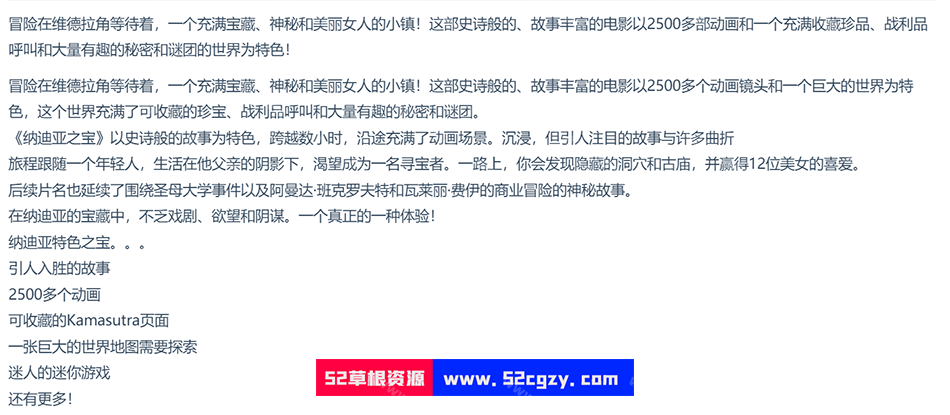 冒险在维德拉角等待着，一个充满宝藏、神秘和美丽女人的小镇！这部史诗般的、故事丰富的电影以2500多部动画和一个充满收藏珍品、战利品
呼叫和大量有趣的秘密和谜团的世界为特色！
冒险在维德拉角等待着，一个充满宝藏、神秘和美丽女人的小镇！这部史诗般的、故事丰富的电影以2500多个动画镜头和一个巨大的世界为特
色，这个世界充满了可收藏的珍宝、战利品呼叫和大量有趣的秘密和谜团。
《纳迪亚之宝》以史诗般的故事为特色，跨越数小时，沿途充满了动画场景。沉浸，但引人注目的故事与许多曲折
旅程跟随一个年轻人，生活在他父亲的阴影下，渴望成为一名寻宝者。一路上，你会发现隐藏的洞穴和古庙，并赢得12位美女的喜爱。
后续片名也延续了围绕圣母大学事件以及阿曼达·班克罗夫特和瓦莱丽·费伊的商业冒险的神秘故事。
在纳迪亚的宝藏中，不乏戏剧、欲望和阴谋。一个真正的一种体验！
纳迪亚特色之宝。。。
引人入胜的故事
2500多个动画
可收藏的Kamasutra页面
一张巨大的世界地图需要探索
迷人的迷你游戏
还有更多！
52草根资源 www.52cgzy.com